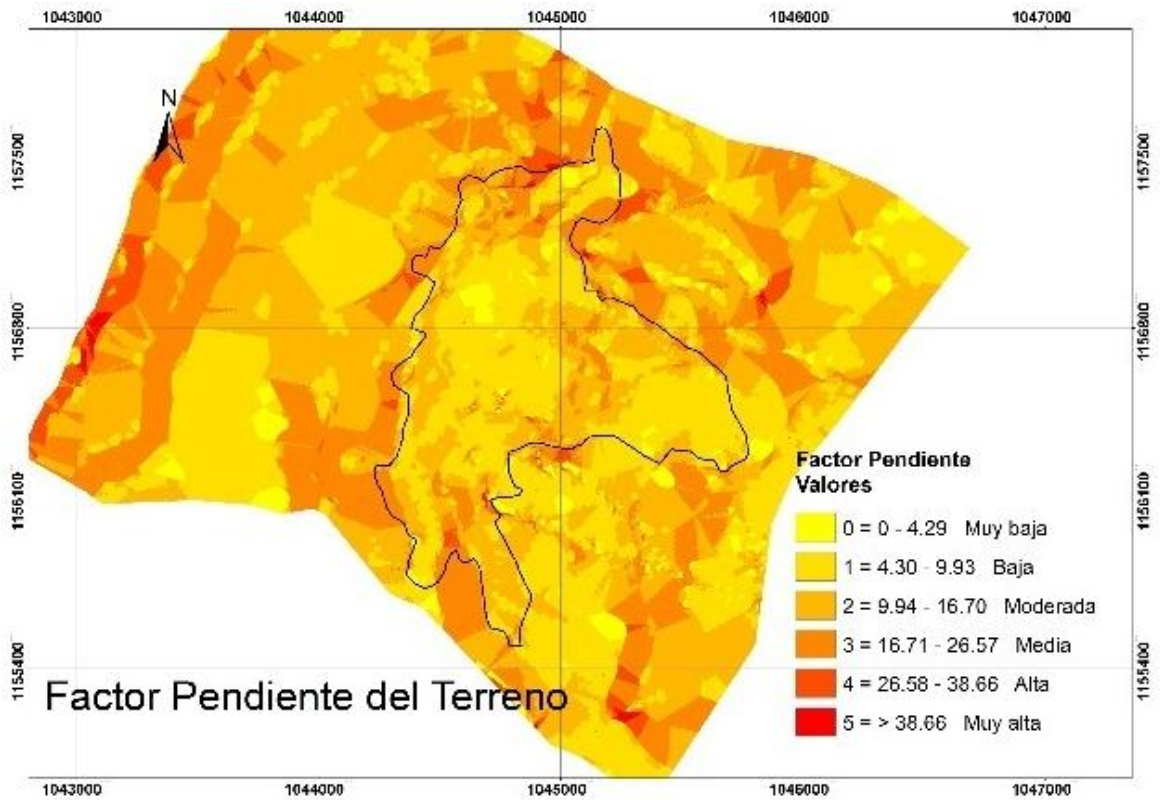 1043000 1044000 1045000 1046000 1047000
N
1157500 1157500
1156800 1156800
1156100 1156100
1155400 1155400
Factor Pendiente
Valores
0 = 0 - 4.29 Muy baja
1 = 4.30 - 9.93 Baja
2 = 9.94 - 16.70 Moderada
3 = 16.71 - 26.57 Media
4 = 26.58 - 38.66 Alta
5 = > 38.66 Muy alta
Factor Pendiente del Terreno
1043000 1044000 1045000 1046000 1047000